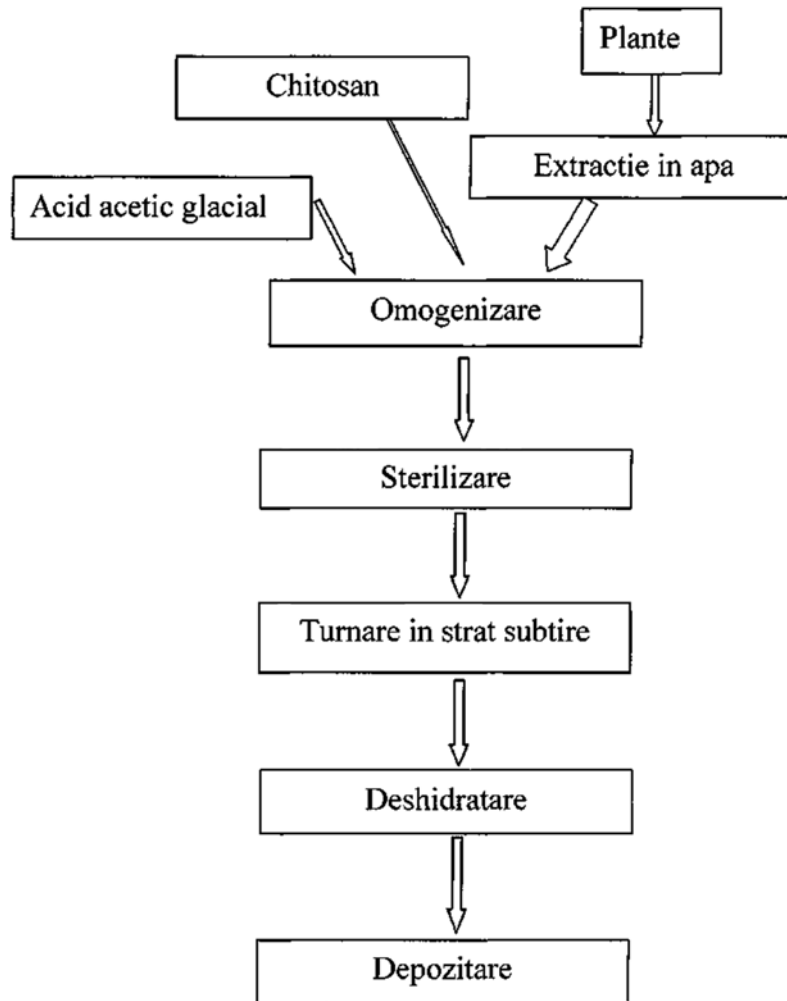 Plante
Chitosan
Extractie in apa
Acid acetic glacial
Omogenizare
Sterilizare
Turnare in strat subtire
Deshidratare
Depozitare